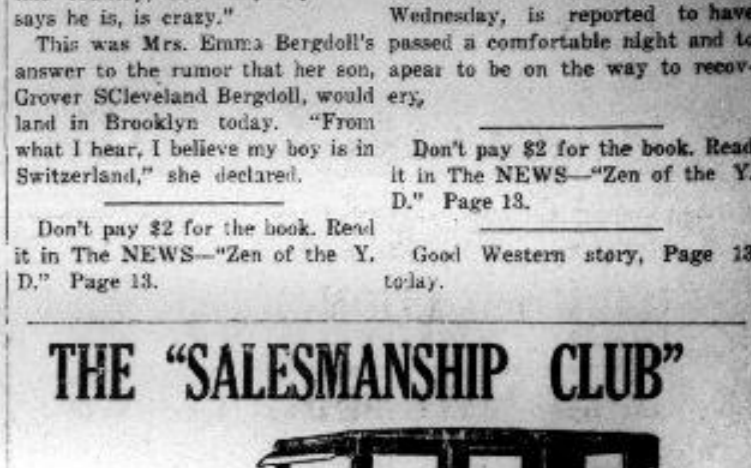 says he is, is crazy."
This was Mrs. Emma Bergdoll's
answer to the rumor that her son,
Grover SCleveland Bergdoll, would
land in Brooklyn today. "From
what I hear, I believe my boy is in
Switzerland," she declared.
Don't pay $2 for the book. Read
it in The NEWS—"Zen of the Y.
D." Page 13.
Wednesday, is reported to have
passed a comfortable night and to
apear to be on the way to recov-
ery,
Don't pay $2 for the book. Read
it in The NEWS—"Zen of the Y.
D." Page 13.
Good Western story, Page 13
today.
THE "SALESMANSHIP CLUB"